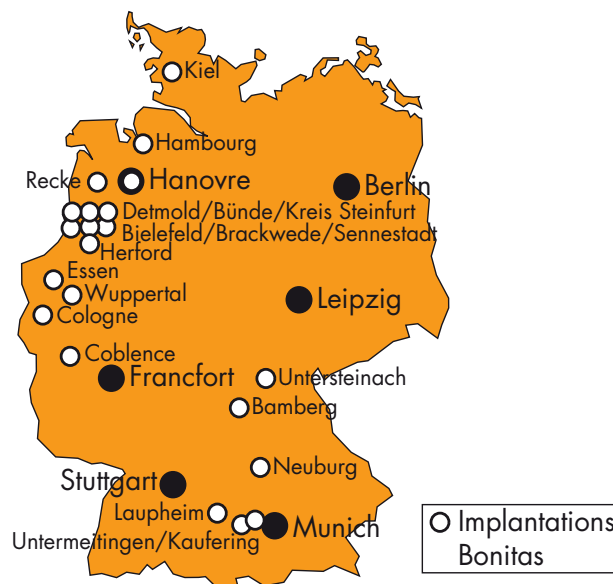 Kiel
Hambourg
Recke
Hanovre
Berlin
Detmold/Bünde/Kreis Steinfurt
Bielefeld/Brackwede/Sennestadt
Herford
Essen
Wuppertal
Leipzig
Cologne
Coblence
Francfort
Untersteinach
Bamberg
Neuburg
Stuttgart
Laupheim
Munich
Untermeitingen/Kaufering
Implantations
Bonitas